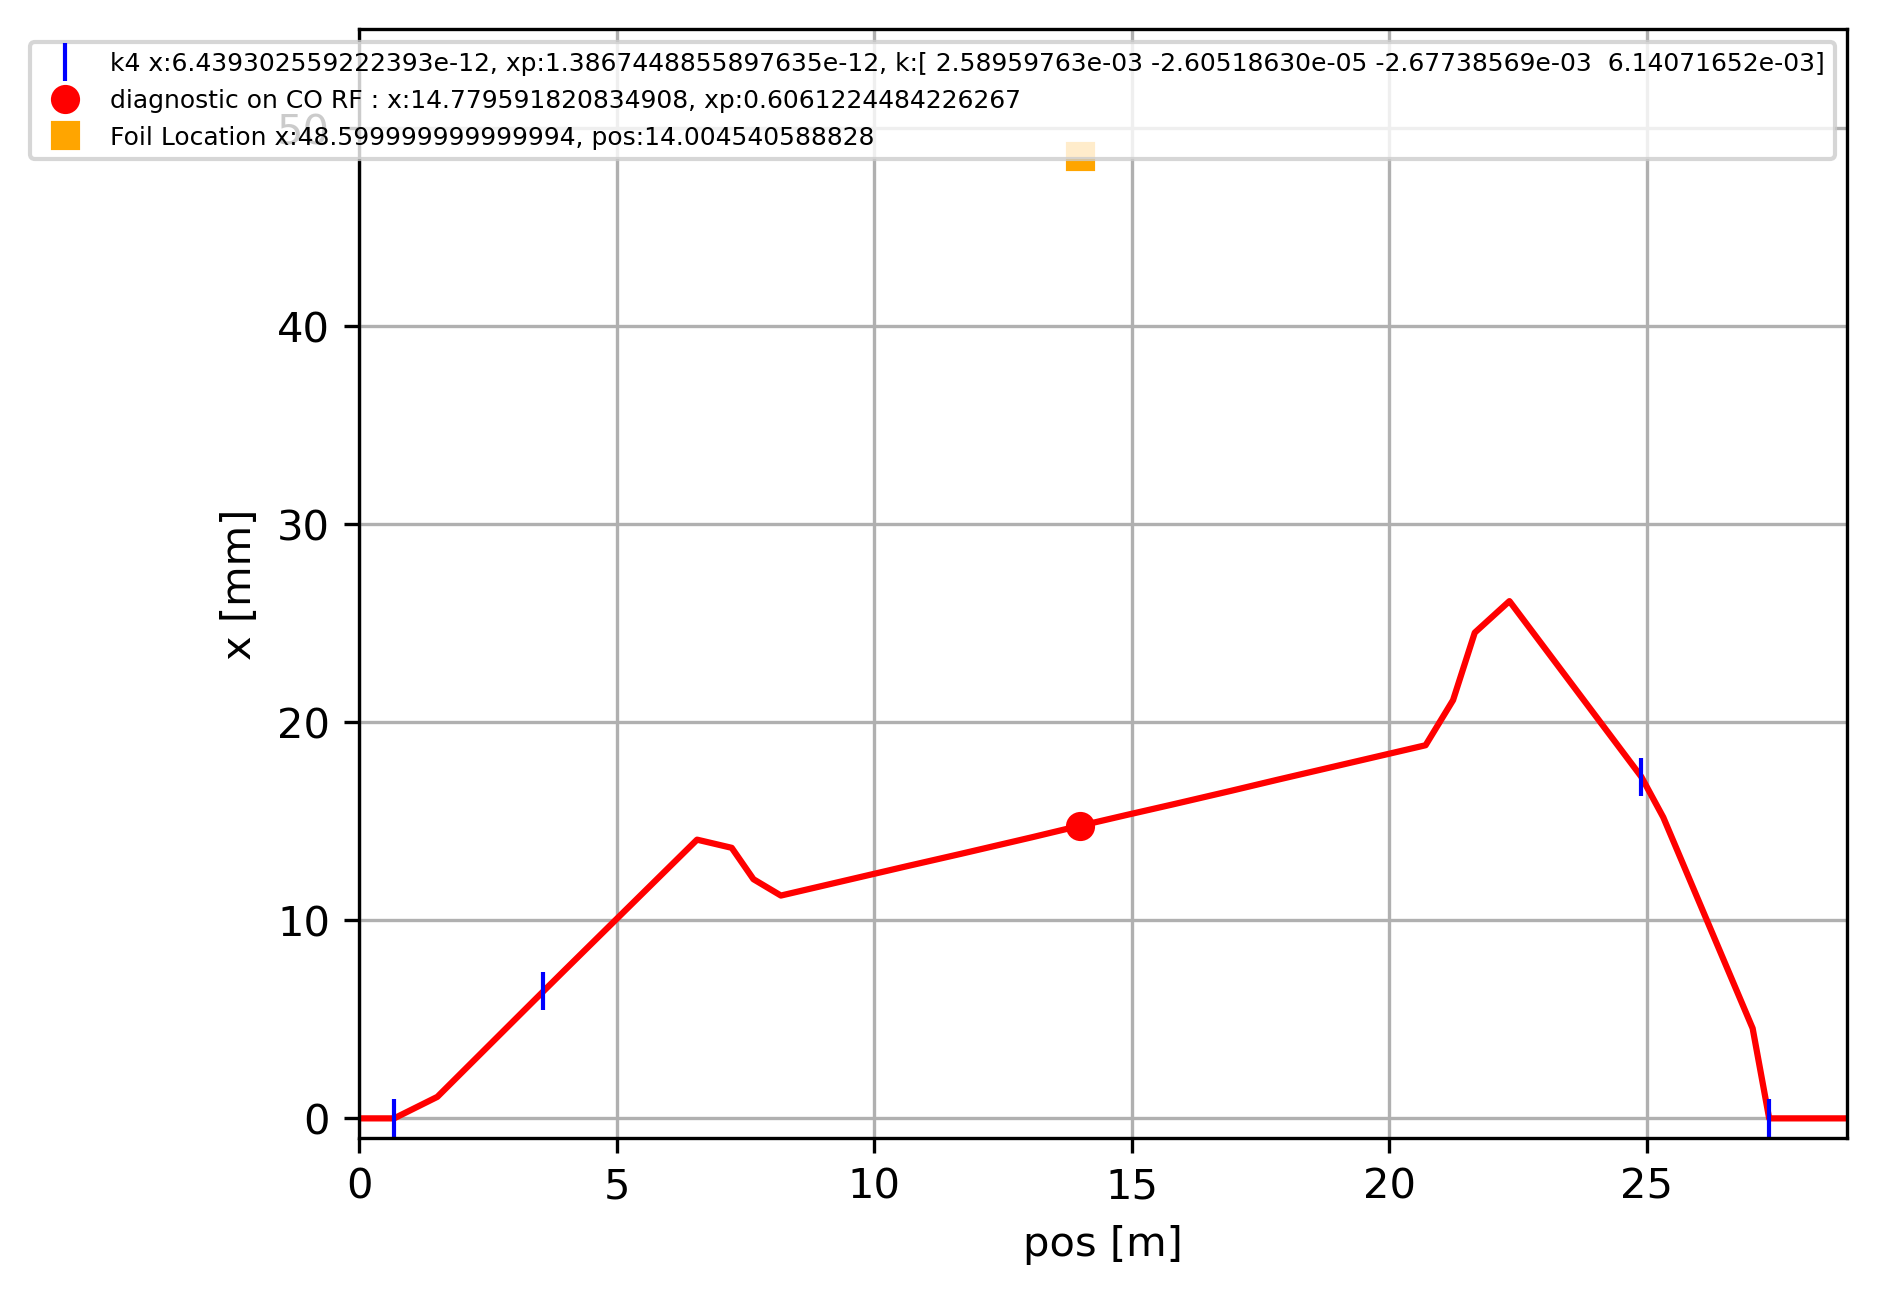 k4 x:6.439302559222393e-12, xp:1.3867448855897635e-12, k:[ 2.58959763e-03 -2.60518630e-05 -2.67738569e-03  6.14071652e-03]
diagnostic on CO RF : x:14.779591820834908, xp:0.6061224484226267
Foil Location x:48.599999999999994, pos:14.004540588828
50
40
30
20
10
0
x [mm]
0 5 10 15 20 25
pos [m]